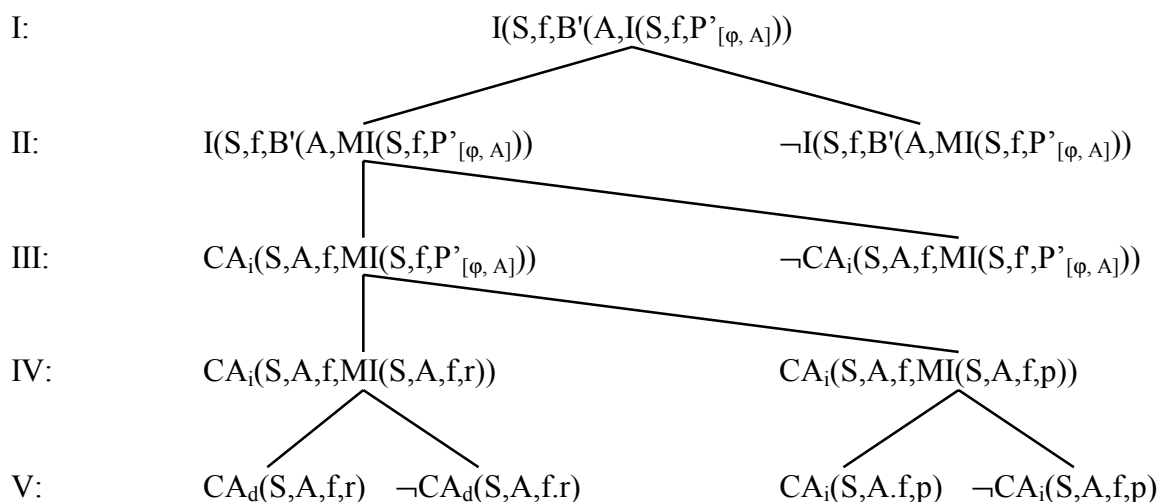 I: I(S,f,B'(A,I(S,f,P’[φ, A]))
II: I(S,f,B'(A,MI(S,f,P’[φ, A])) ¬I(S,f,B'(A,MI(S,f,P’[φ, A]))
III: CAi(S,A,f,MI(S,f,P’[φ, A])) ¬CAi(S,A,f,MI(S,f',P’[φ, A]))
IV: CAi(S,A,f,MI(S,A,f,r)) CAi(S,A,f,MI(S,A,f,p))
V: CAd(S,A,f,r) ¬CAd(S,A,f.r) CAi(S,A.f,p) ¬CAi(S,A,f,p)